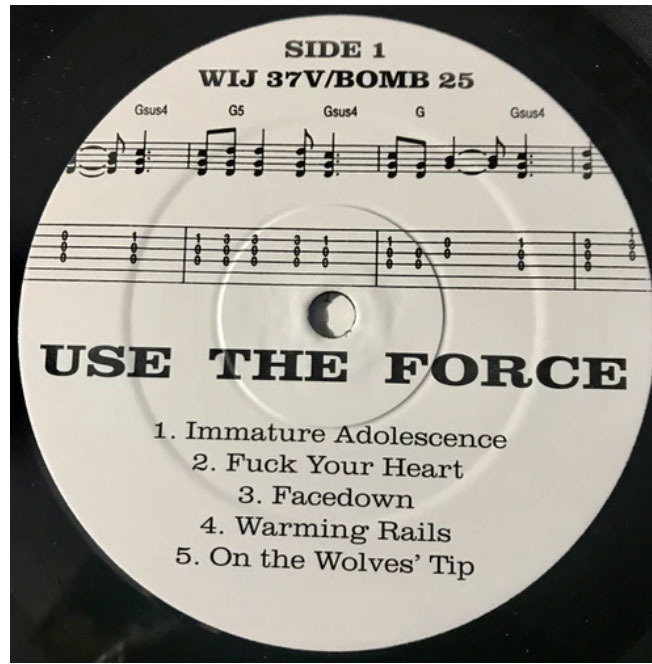 SIDE 1
WIJ 37V/BOMB 25
Gsus4 G5 Gsus4 G Gsus4
USE THE FORCE
1. Immature Adolescence
2. Fuck Your Heart
3. Facedown
4. Warming Rails
5. On the Wolves' Tip